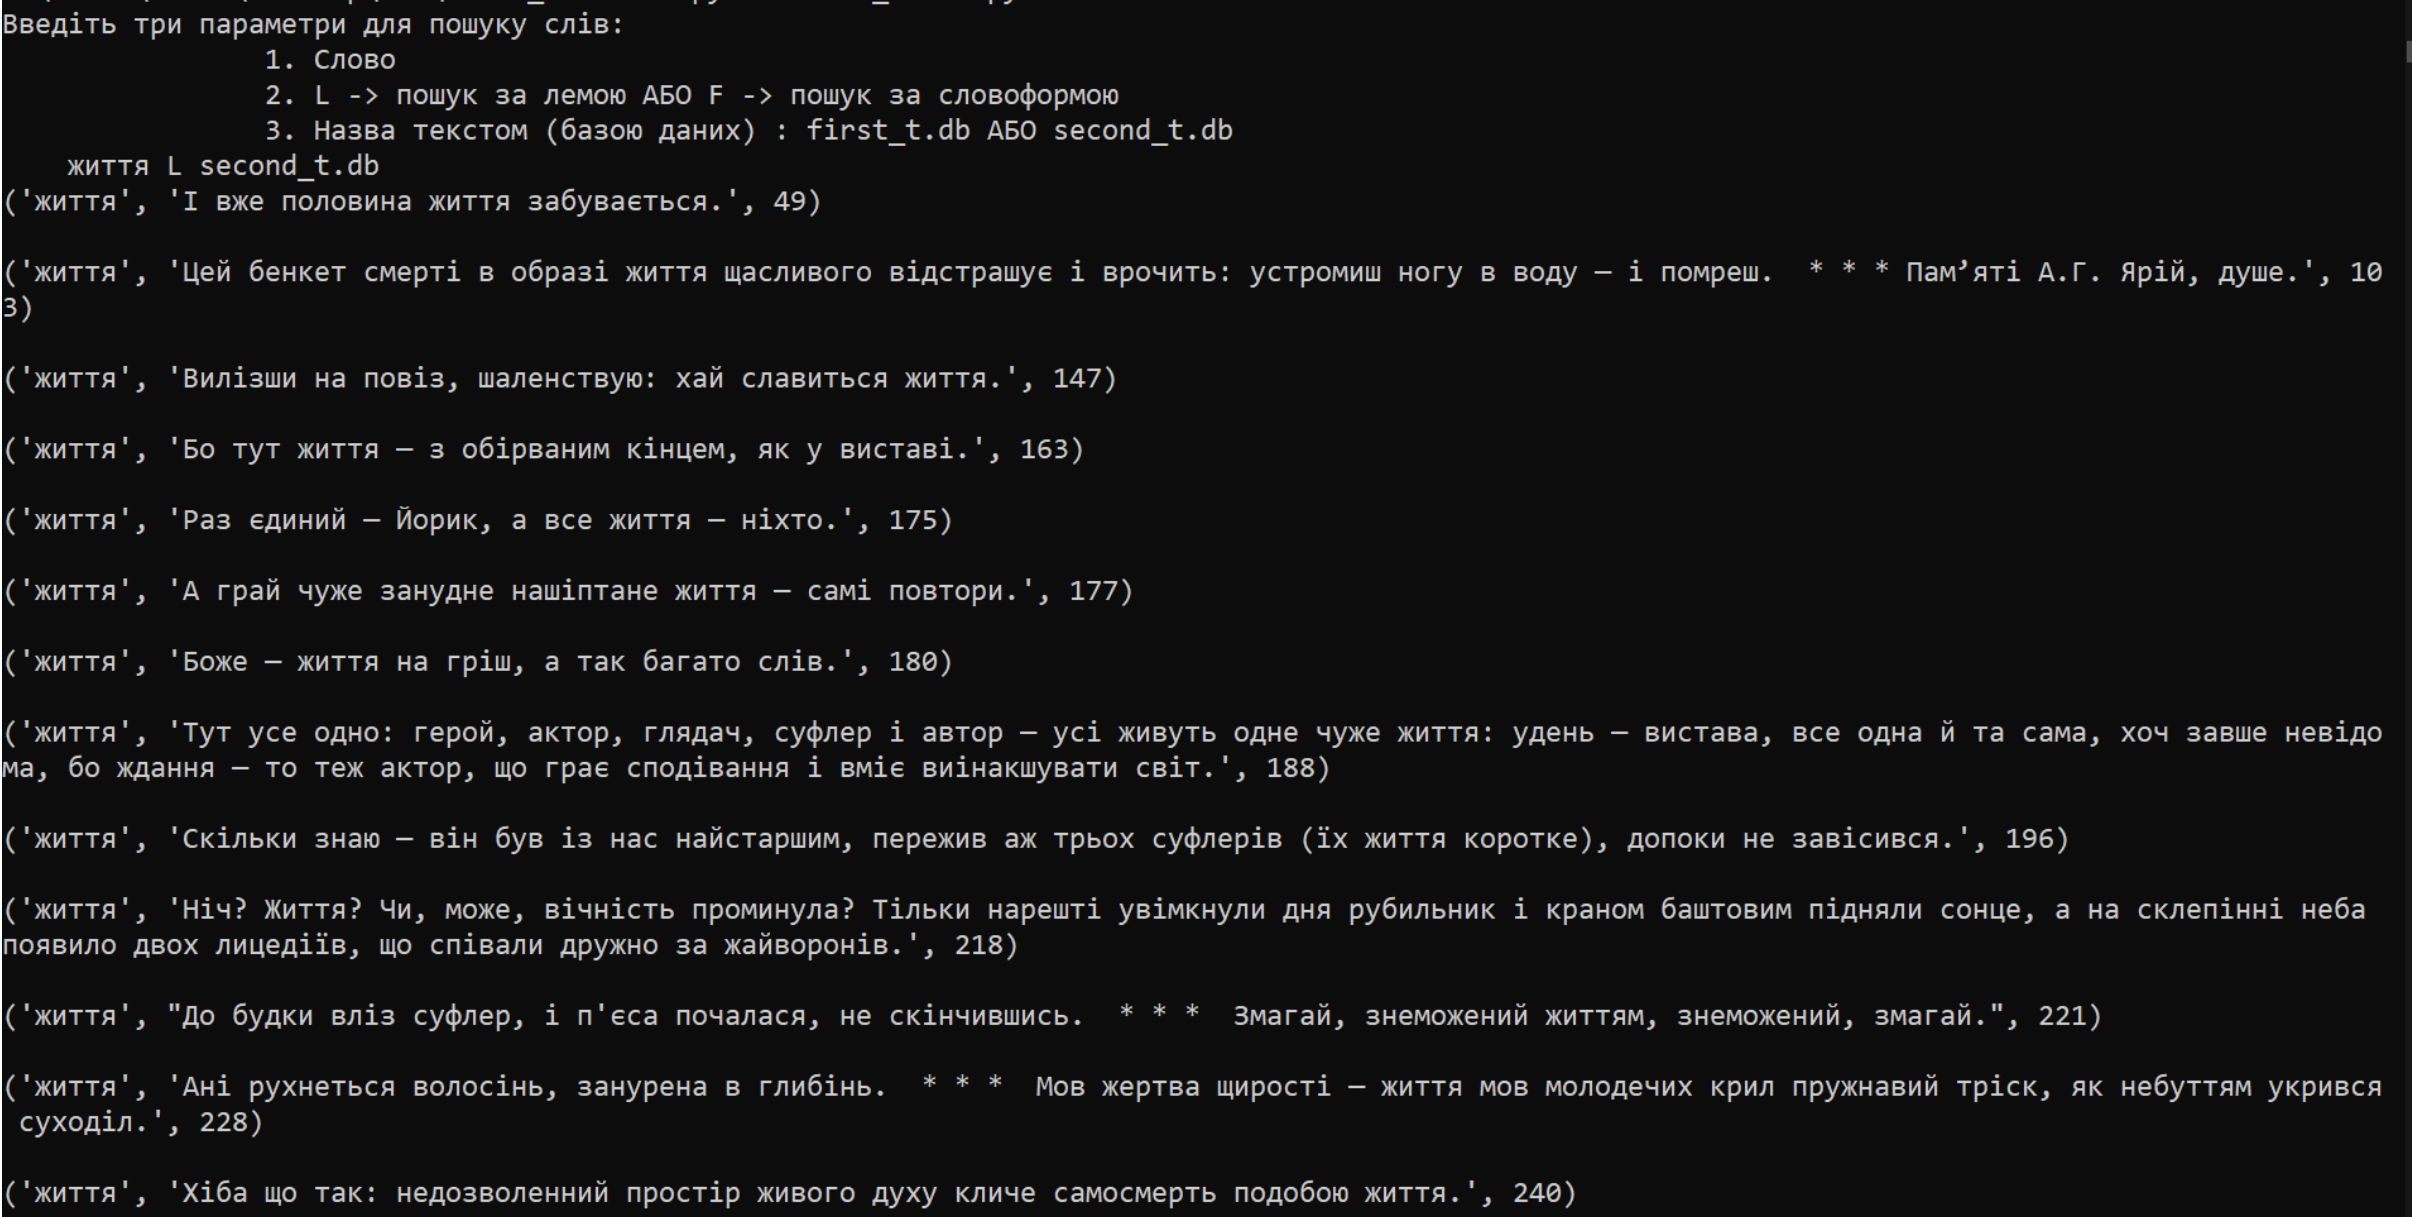 Введіть три параметри для пошуку слів:
1. Слово
2. L -> пошук за лемою АБО F -> пошук за словоформою
3. Назва текстом (базою даних) : first_t.db АБО second_t.db
життя L second_t.db
('життя', 'І вже половина життя забувається.', 49)
('життя', 'Цей бенкет смерті в образі життя щасливого відстрашує і врочить: устромиш ногу в воду — і помреш.  * * * Пам’яті А.Г. Ярій, душе.', 10
3)
('життя', 'Вилізши на повіз, шаленствую: хай славиться життя.', 147)
('життя', 'Бо тут життя — з обірваним кінцем, як у виставі.', 163)
('життя', 'Раз єдиний — Йорик, а все життя — ніхто.', 175)
('життя', 'А грай чуже занудне нашіптане життя — самі повтори.', 177)
('життя', 'Боже — життя на гріш, а так багато слів.', 180)
('життя', 'Тут усе одно: герой, актор, глядач, суфлер і автор — усі живуть одне чуже життя: удень — вистава, все одна й та сама, хоч завше невідо
ма, бо ждання — то теж актор, що грає сподівання і вміє виінакшувати світ.', 188)
('життя', 'Скільки знаю — він був із нас найстаршим, пережив аж трьох суфлерів (їх життя коротке), допоки не завісився.', 196)
('життя', 'Ніч? Життя? Чи, може, вічність проминула? Тільки нарешті увімкнули дня рубильник і краном баштовим підняли сонце, а на склепінні неба
появило двох лицедіїв, що співали дружно за жайворонів.', 218)
('життя', "До будки вліз суфлер, і п'єса почалася, не скінчившись.  * * *  Змагай, знеможений життям, знеможений, змагай.", 221)
('життя', 'Ані рухнеться волосінь, занурена в глибінь.  * * *  Мов жертва щирості — життя мов молодечих крил пружнавий тріск, як небуттям укрився
суходіл.', 228)
('життя', 'Хіба що так: недозволенний простір живого духу кличе самосмерть подобою життя.', 240)